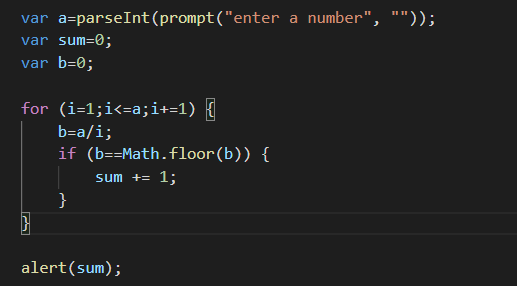 var a=parseInt(prompt("enter a number", ""));
var sum=0;
var b=0;
for (i=1;i<=a;i+=1) {
b=a/i;
if (b==Math.floor(b)) {
sum += 1;
}
}
alert(sum);